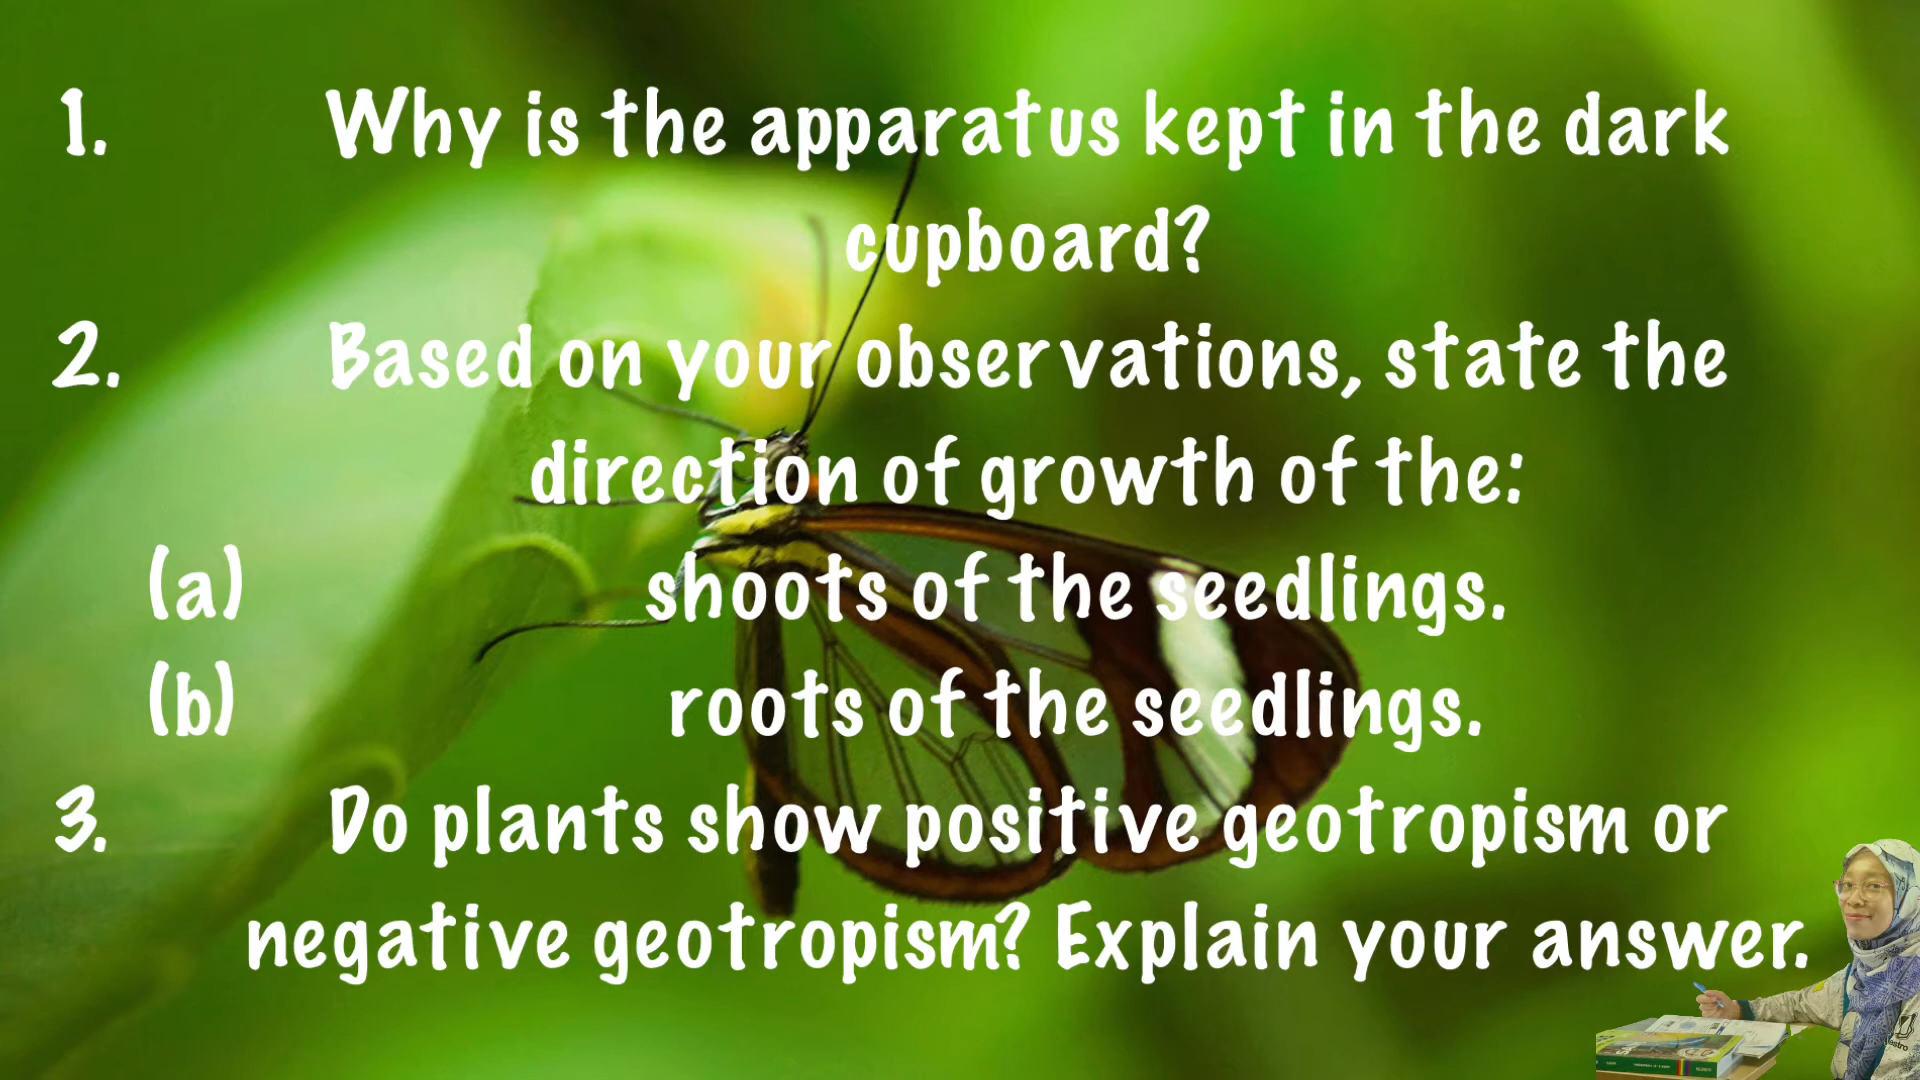 1. Why is the apparatus kept in the dark
cupboard?
2. Based on your observations, state the
direction of growth of the:
(a) shoots of the seedlings.
(b) roots of the seedlings.
3. Do plants show positive geotropism or
negative geotropism? Explain your answer.